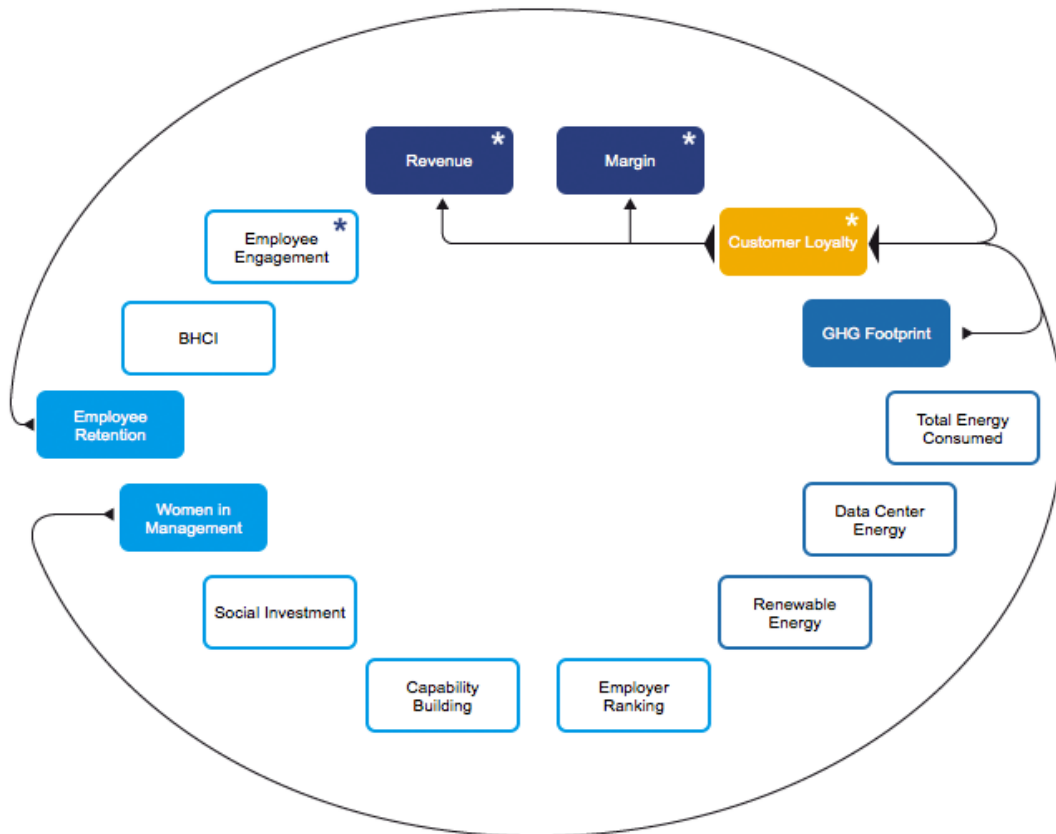 Revenue *
Margin *
Employee *
Engagement
Customer Loyalty *
BHCI
GHG Footprint
Employee
Retention
Total Energy
Consumed
Women in
Management
Data Center
Energy
Social Investment
Renewable
Energy
Capability
Building
Employer
Ranking